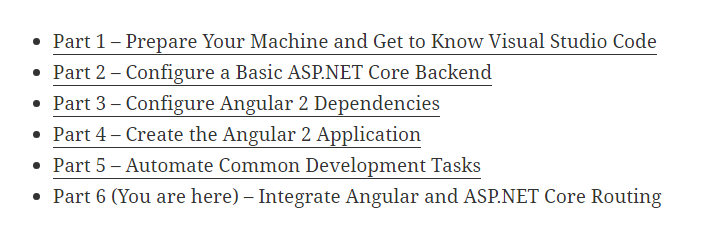 Part 1 – Prepare Your Machine and Get to Know Visual Studio Code
Part 2 – Configure a Basic ASP.NET Core Backend
Part 3 – Configure Angular 2 Dependencies
Part 4 – Create the Angular 2 Application
Part 5 – Automate Common Development Tasks
Part 6 (You are here) – Integrate Angular and ASP.NET Core Routing